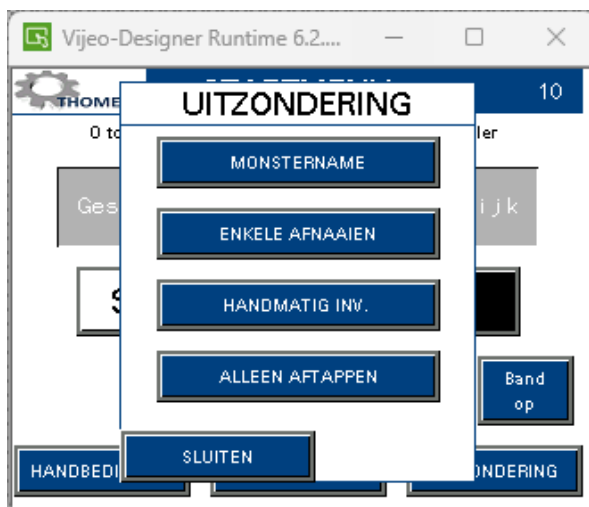 Vijeo-Designer Runtime 6.2....
THOME
10
UITZONDERING
0 to
ler
MONSTERNAME
Ges
ijk
ENKELE AFNAAIEN
S
HANDMATIG INV.
ALLEEN AFTAPPEN
Band
op
SLUITEN
HANDBEDI
ONDERING